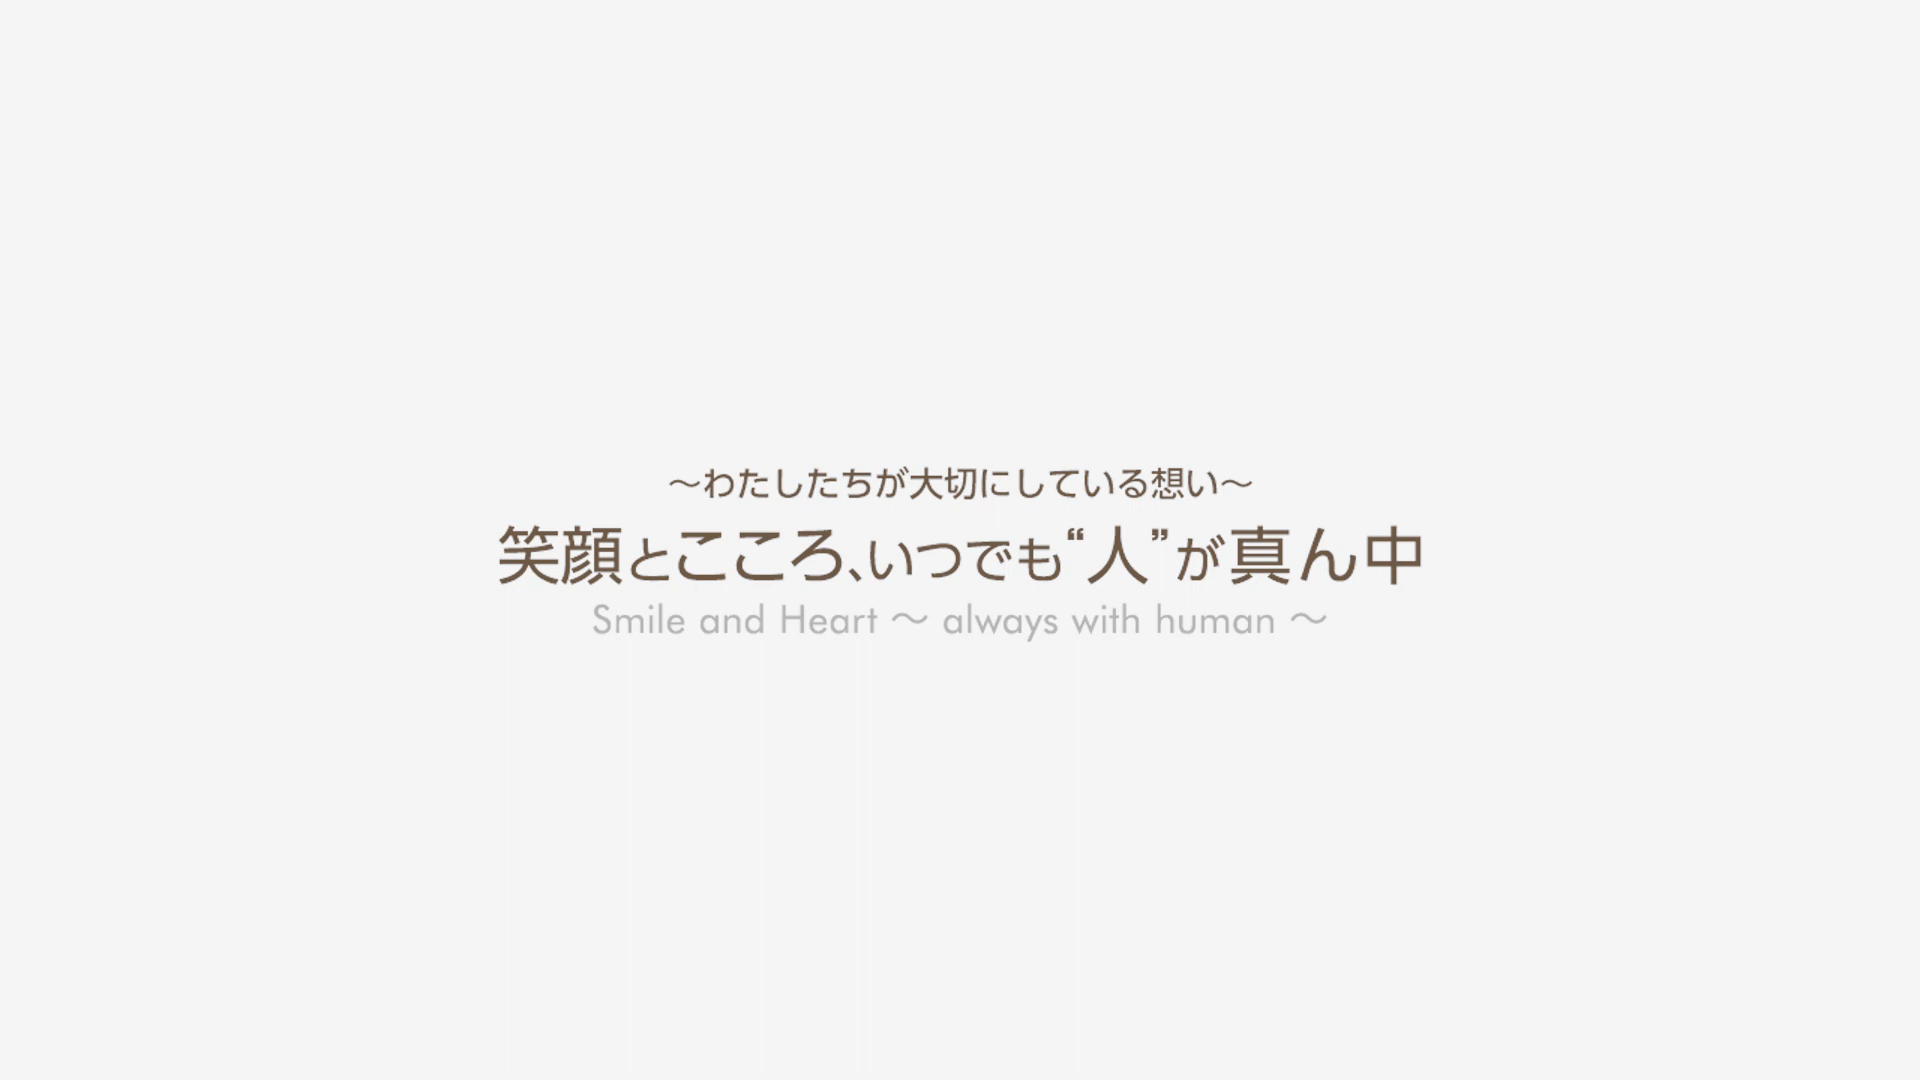 ～わたしたちが大切にしている想い～
笑顔とこころ、いつでも“人”が真ん中
Smile and Heart ～ always with human ～